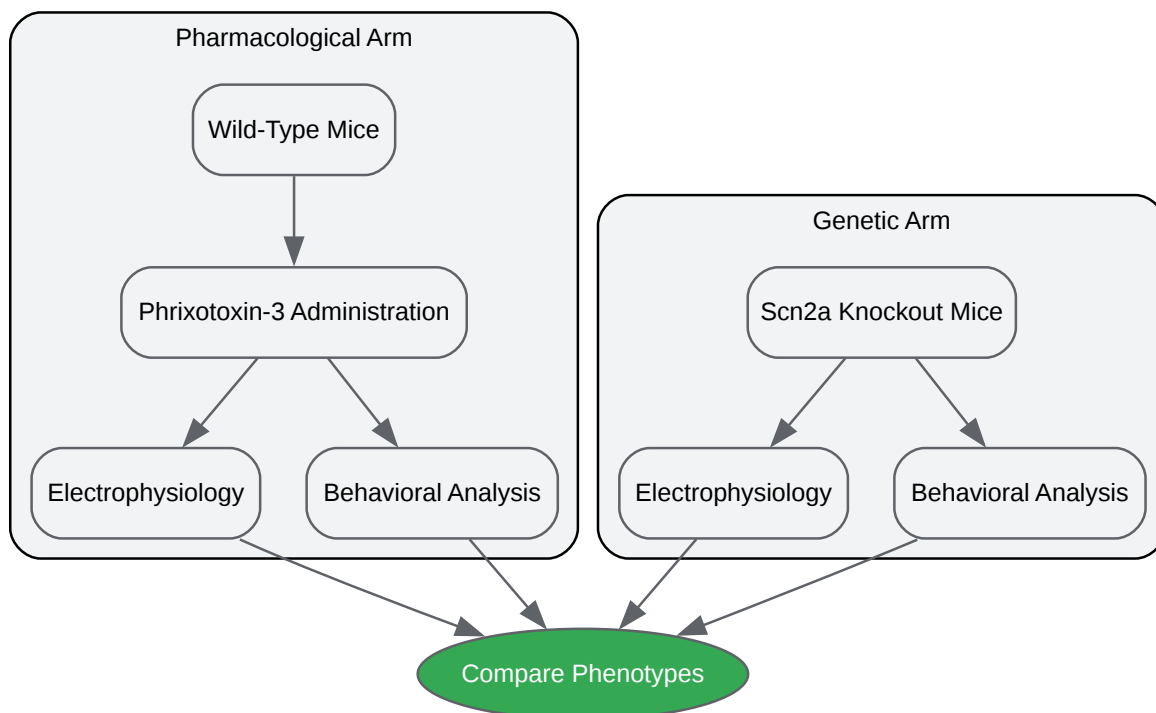 Pharmacological Arm
Wild-Type Mice
Phrixotoxin-3 Administration
Electrophysiology
Behavioral Analysis
Genetic Arm
Scn2a Knockout Mice
Electrophysiology
Behavioral Analysis
Compare Phenotypes